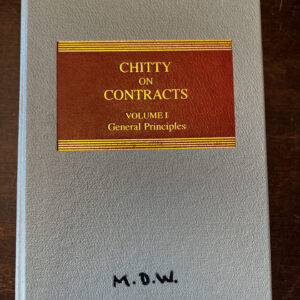 CHITTY
ON
CONTRACTS
VOLUME I
General Principles
M.D.W.